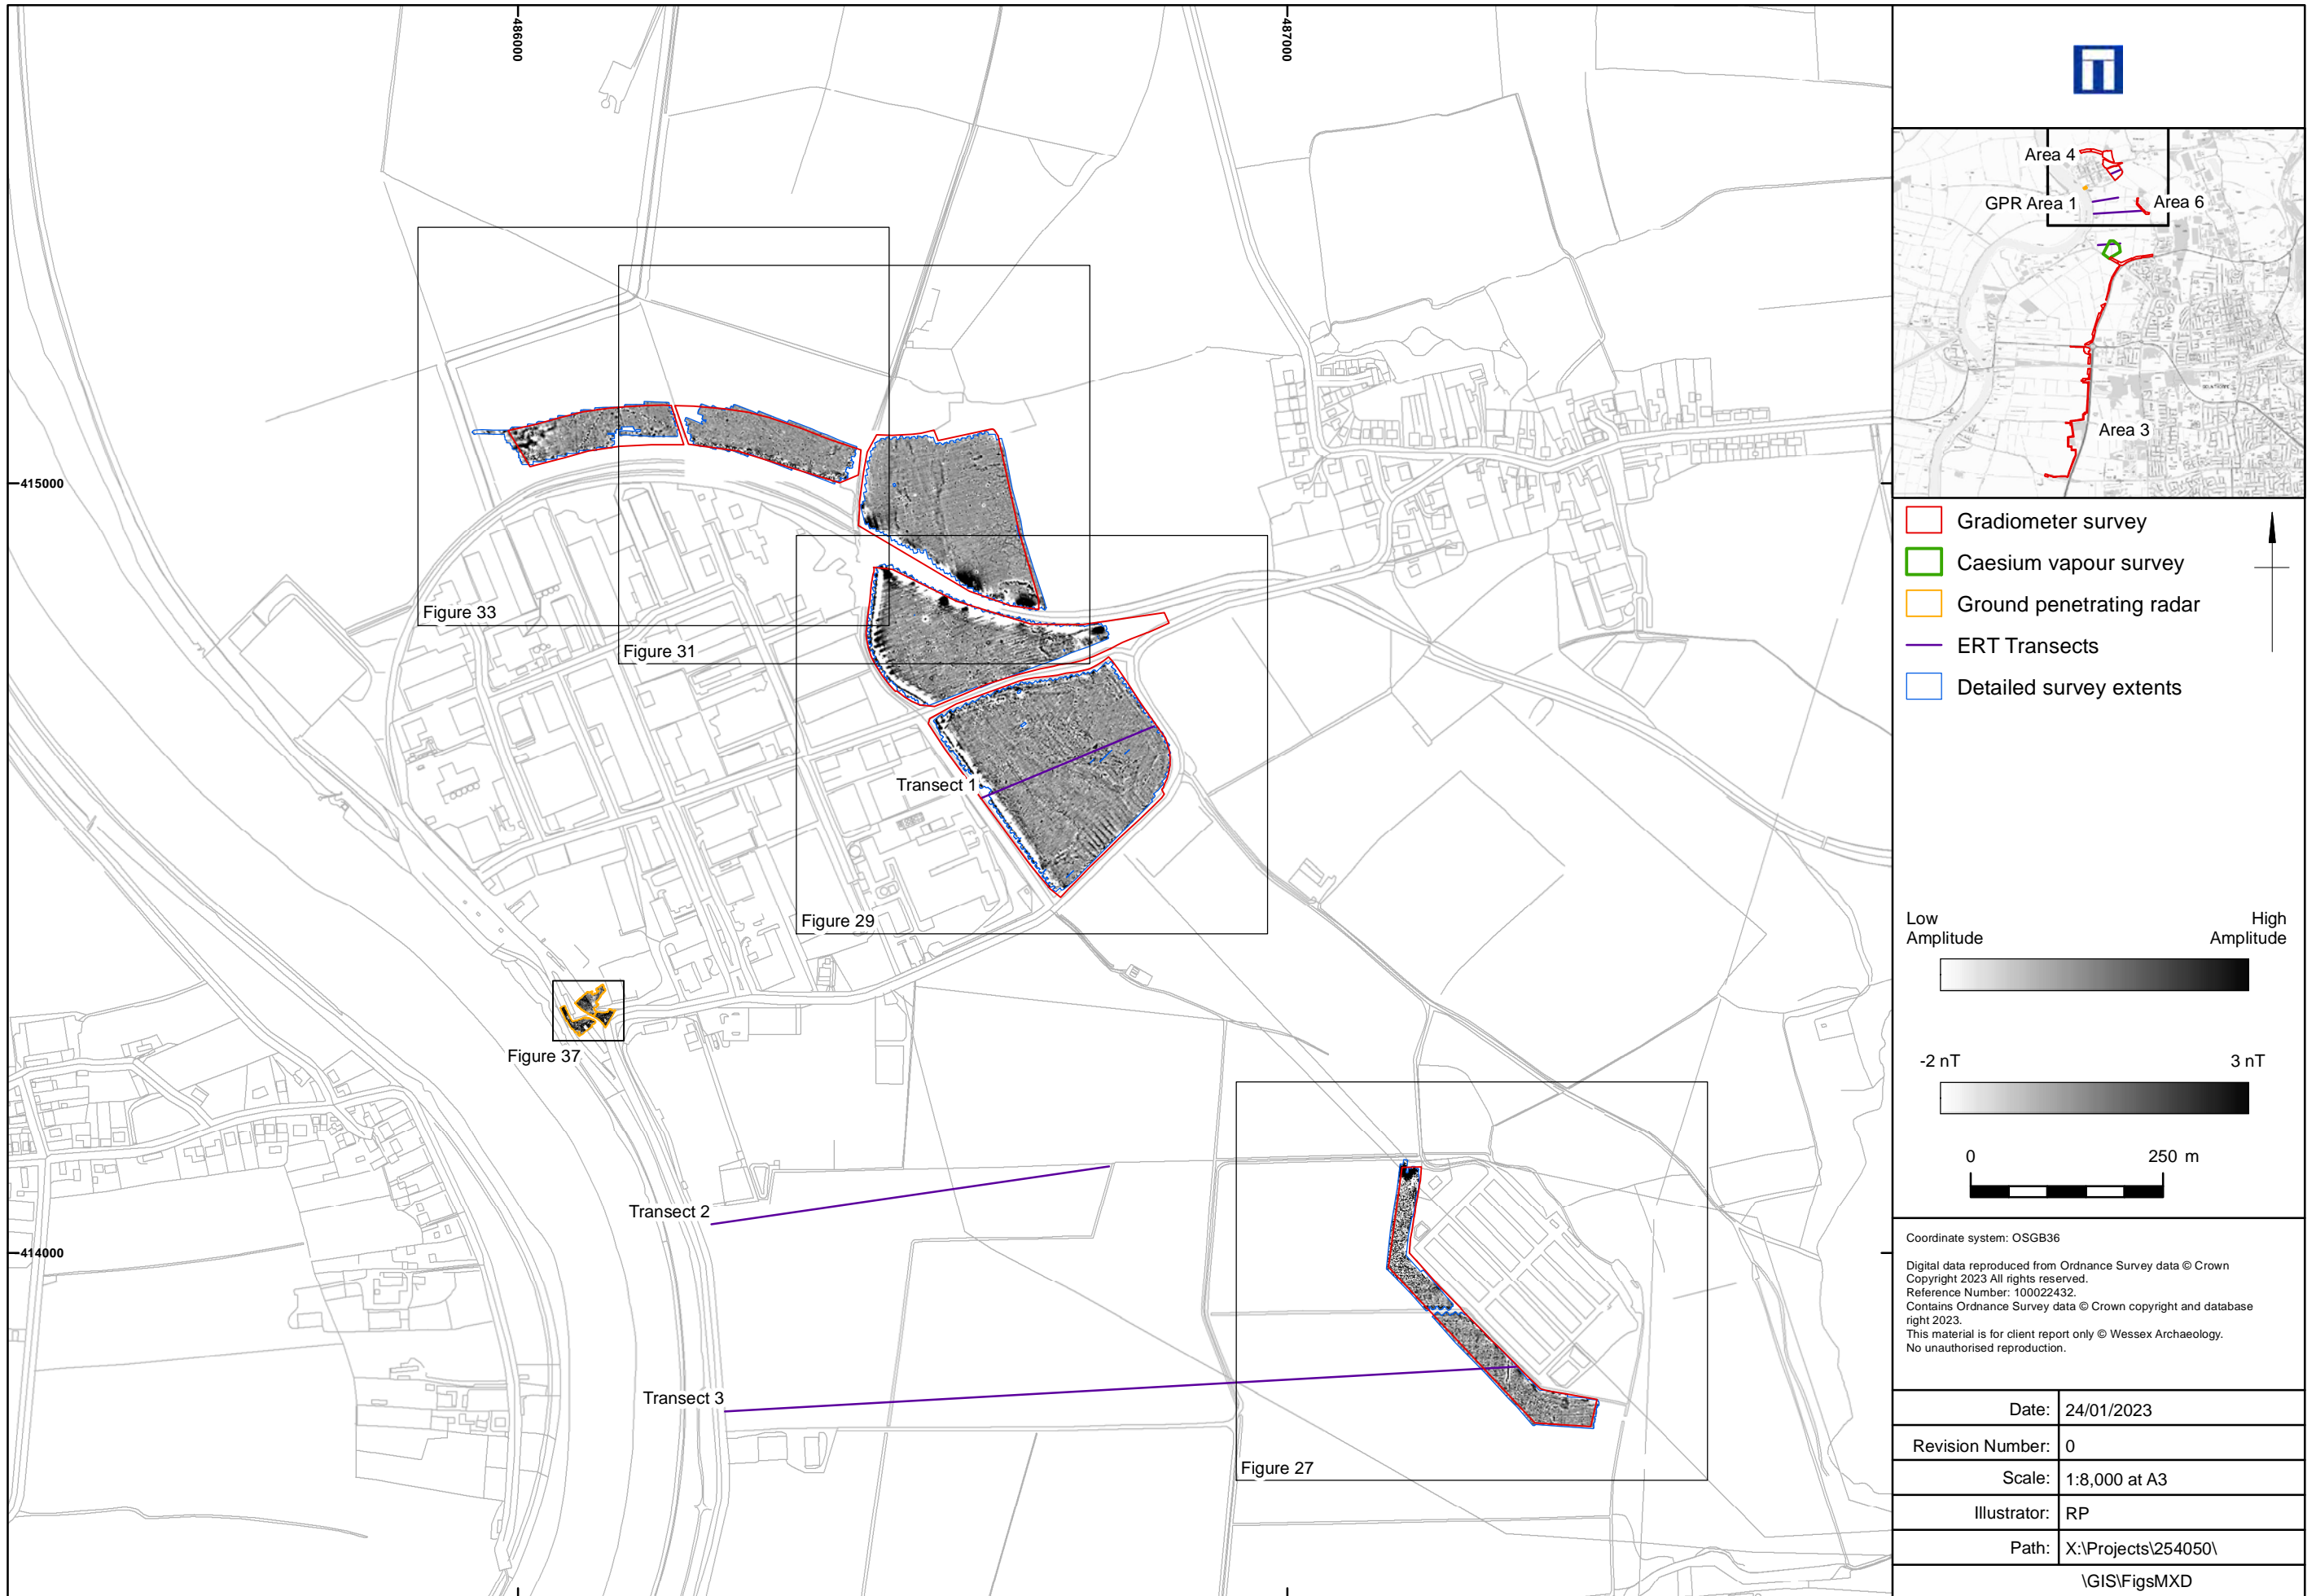 486000
487000
415000
414000
Figure 33
Figure 31
Transect 1
Figure 29
Figure 37
Transect 2
Transect 3
Figure 27
Area 4
GPR Area 1
Area 6
Area 3
Gradiometer survey
Caesium vapour survey
Ground penetrating radar
ERT Transects
Detailed survey extents
Low Amplitude
High Amplitude
-2 nT
3 nT
0
250 m
Coordinate system: OSGB36
Digital data reproduced from Ordnance Survey data © Crown
Copyright 2023 All rights reserved.
Reference Number: 100022432.
Contains Ordnance Survey data © Crown copyright and database
right 2023.
This material is for client report only © Wessex Archaeology.
No unauthorised reproduction.
Date: 24/01/2023
Revision Number: 0
Scale: 1:8,000 at A3
Illustrator: RP
Path: X:\Projects\254050\
\GIS\FigsMXD